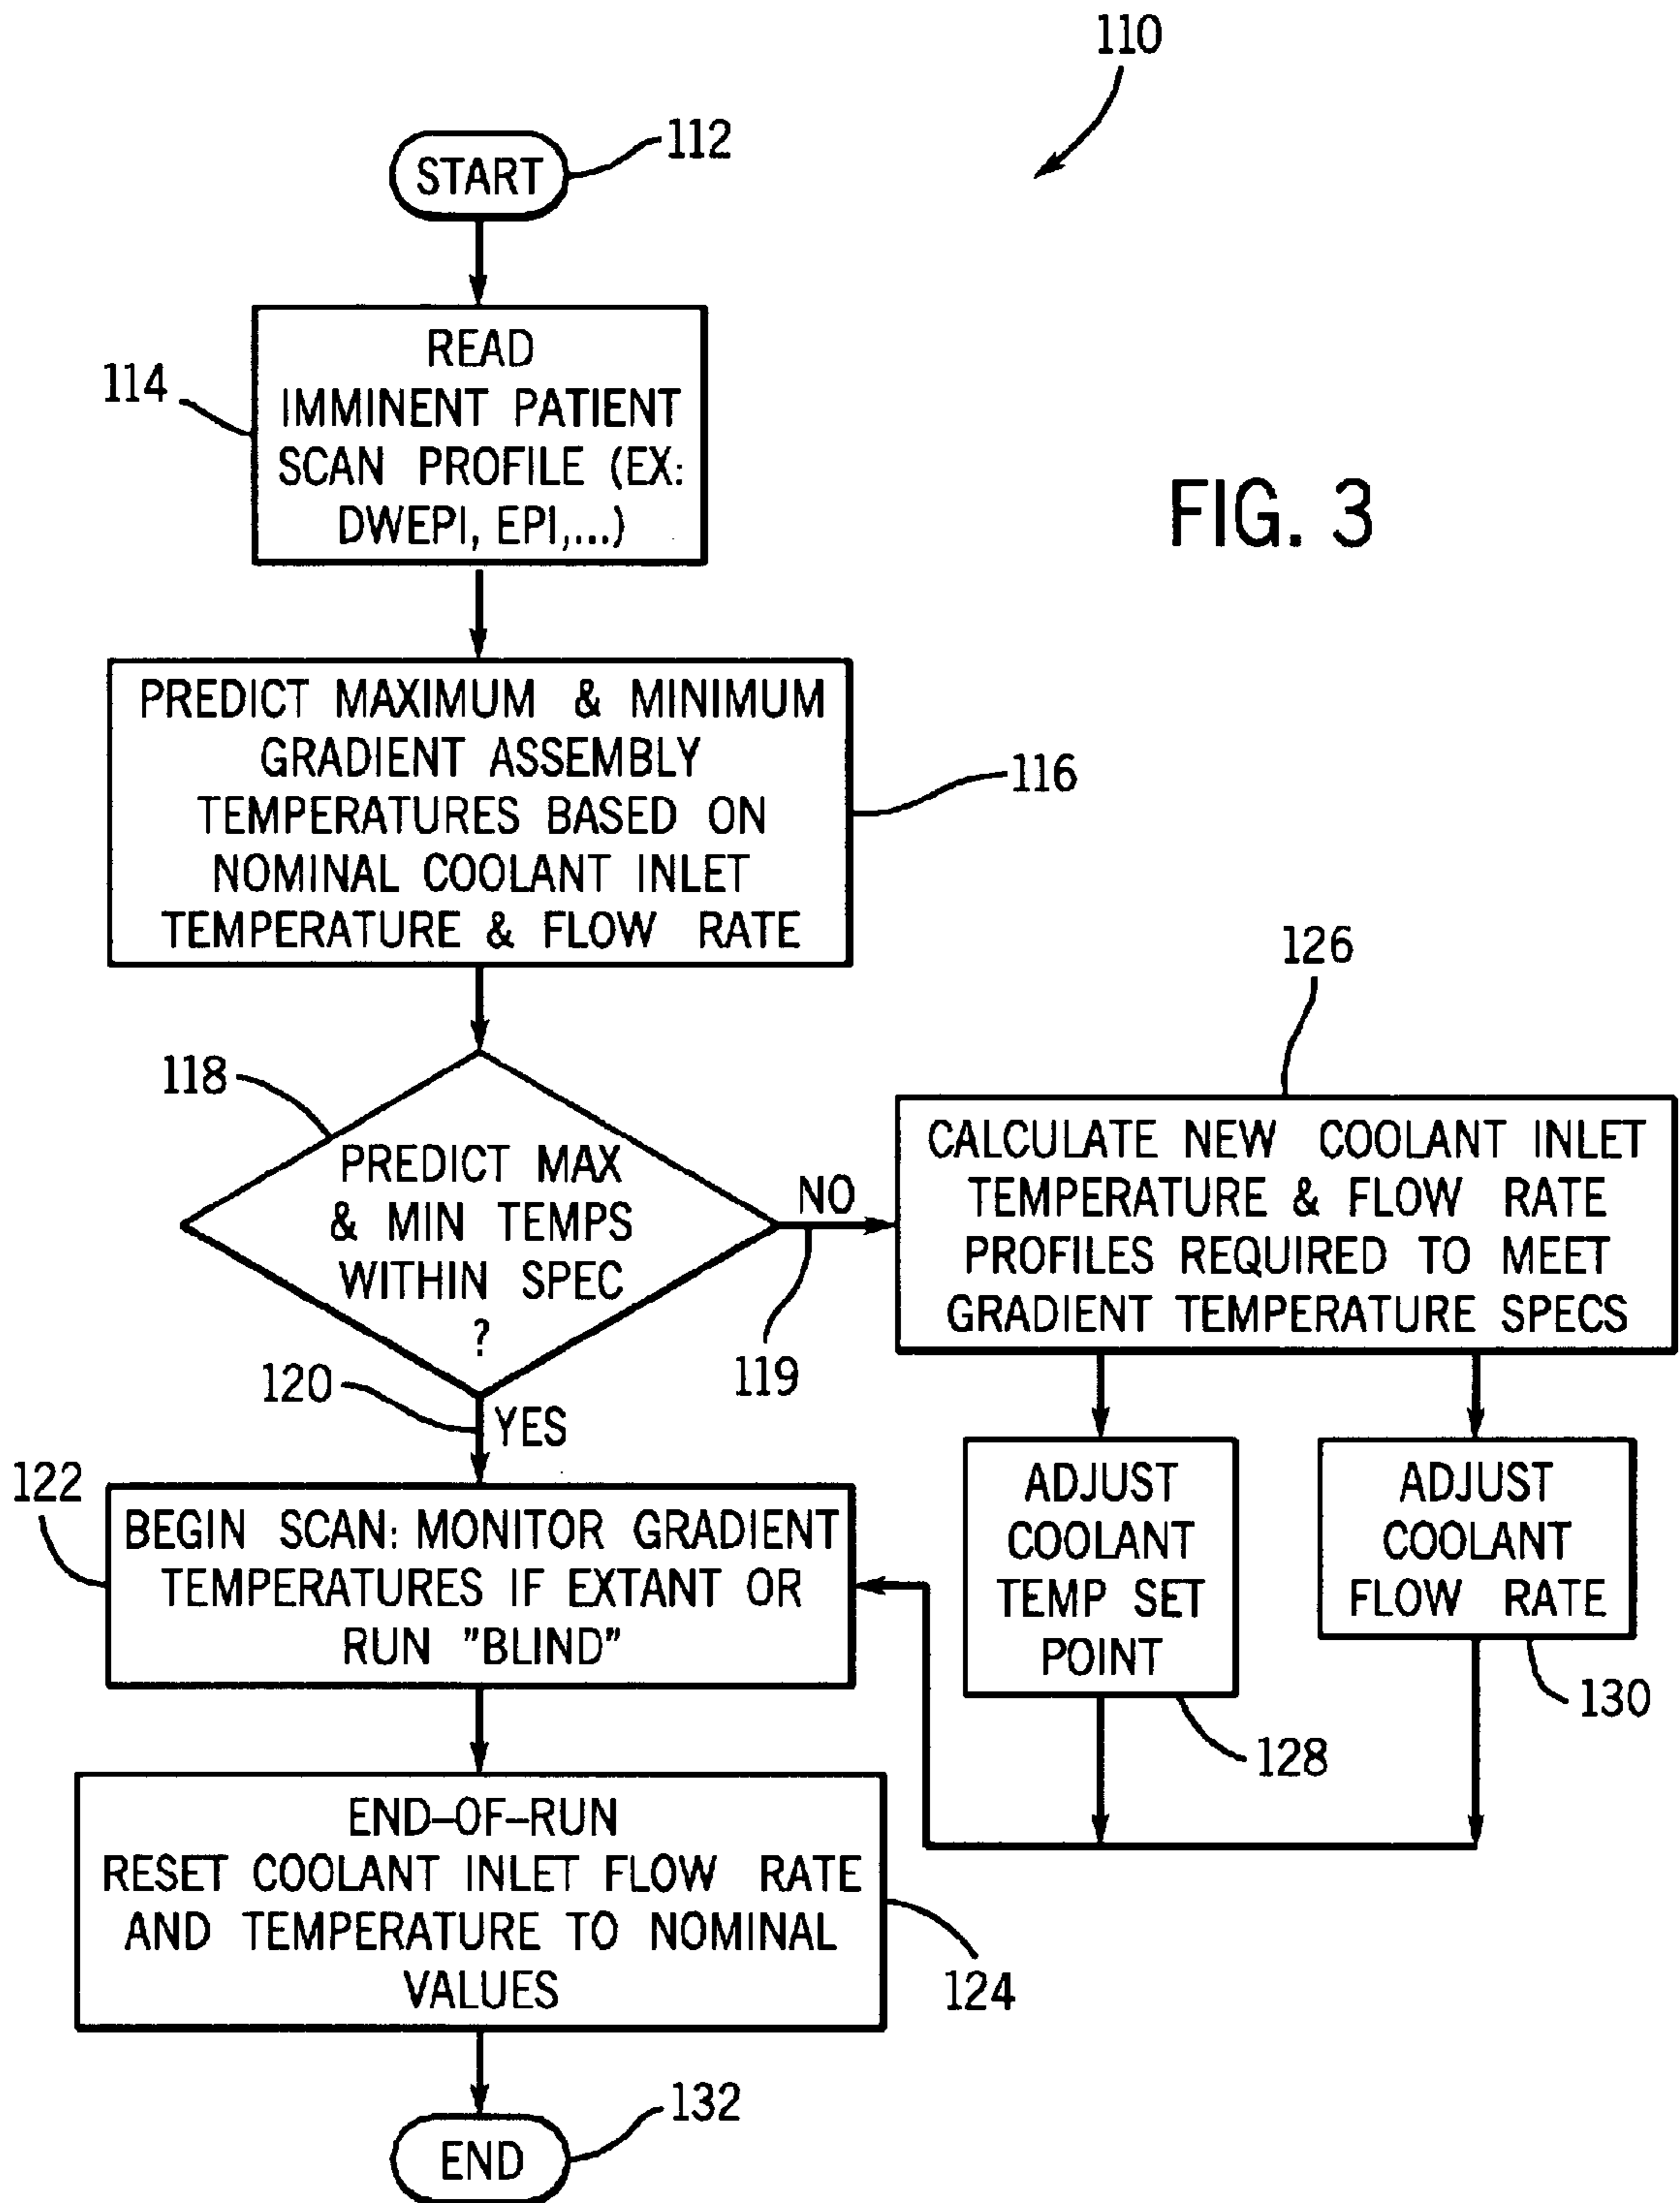 110
START
112
READ
IMMINENT PATIENT
SCAN PROFILE (EX:
DWEPI, EPI,...)
114
FIG. 3
PREDICT MAXIMUM & MINIMUM
GRADIENT ASSEMBLY
TEMPERATURES BASED ON
NOMINAL COOLANT INLET
TEMPERATURE & FLOW RATE
116
118
PREDICT MAX
& MIN TEMPS
WITHIN SPEC
?
NO
119
120
YES
126
CALCULATE NEW COOLANT INLET
TEMPERATURE & FLOW RATE
PROFILES REQUIRED TO MEET
GRADIENT TEMPERATURE SPECS
ADJUST
COOLANT
TEMP SET
POINT
128
ADJUST
COOLANT
FLOW RATE
130
122
BEGIN SCAN: MONITOR GRADIENT
TEMPERATURES IF EXTANT OR
RUN "BLIND"
END-OF-RUN
RESET COOLANT INLET FLOW RATE
AND TEMPERATURE TO NOMINAL
VALUES
124
END
132